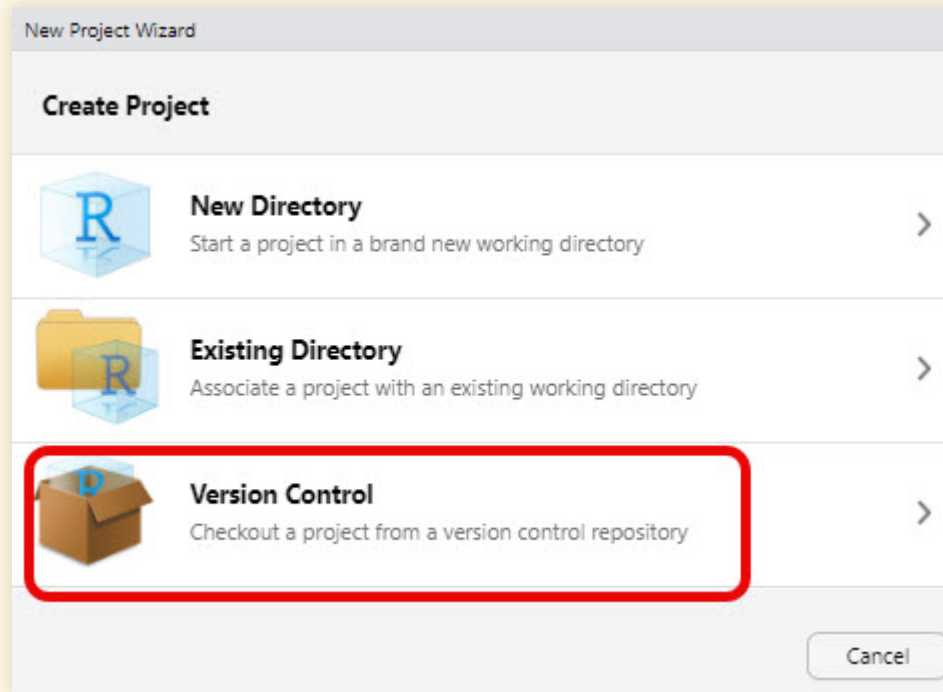 New Project Wizard
Create Project
R
New Directory
Start a project in a brand new working directory
R
Existing Directory
Associate a project with an existing working directory
R
Version Control
Checkout a project from a version control repository
Cancel